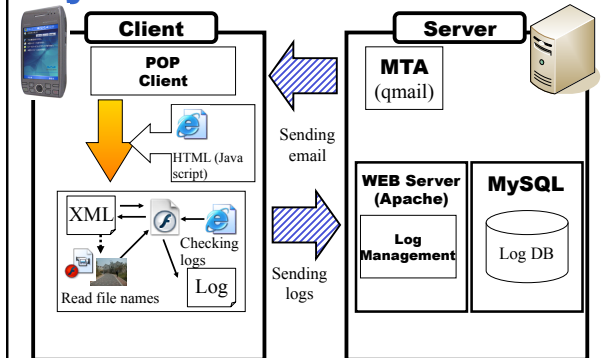 Client
POP
Client
HTML (Java
script)
XML
Checking
logs
Read file names
Log
Sending
email
Sending
logs
Server
MTA
(qmail)
WEB Server
(Apache)
Log
Management
MySQL
Log DB